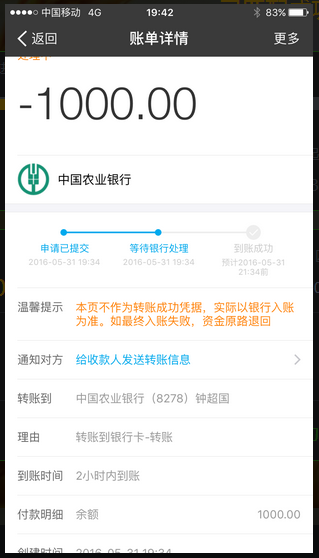 中国移动 4G 19:42 83%
返回 账单详情 更多
处理中
-1000.00
中国农业银行
申请已提交 等待银行处理 到账成功
2016-05-31 19:34 2016-05-31 19:34 预计2016-05-31
21:34前
温馨提示 本页不作为转账成功凭据，实际以银行入账
为准。如最终入账失败，资金原路退回
通知对方 给收款人发送转账信息
转账到 中国农业银行（8278）钟超国
理由 转账到银行卡-转账
到账时间 2小时内到账
付款明细 余额 1000.00
创建时间 2016-05-31 19:34